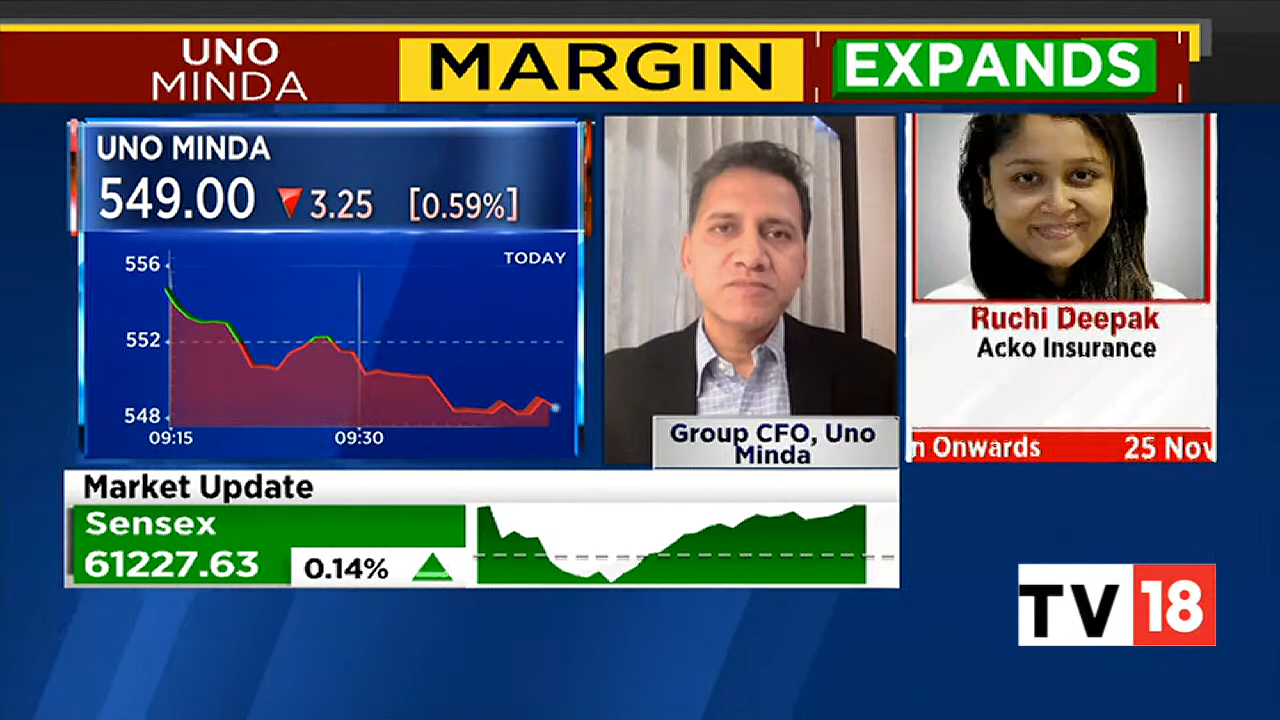 UNO
MINDA
MARGIN
EXPANDS
UNO MINDA
549.00 3.25 [0.59%]
TODAY
556
552
548
09:15 09:30
Group CFO, Uno
Minda
Ruchi Deepak
Acko Insurance
n Onwards 25 Nov
Market Update
Sensex
61227.63 0.14%
TV18